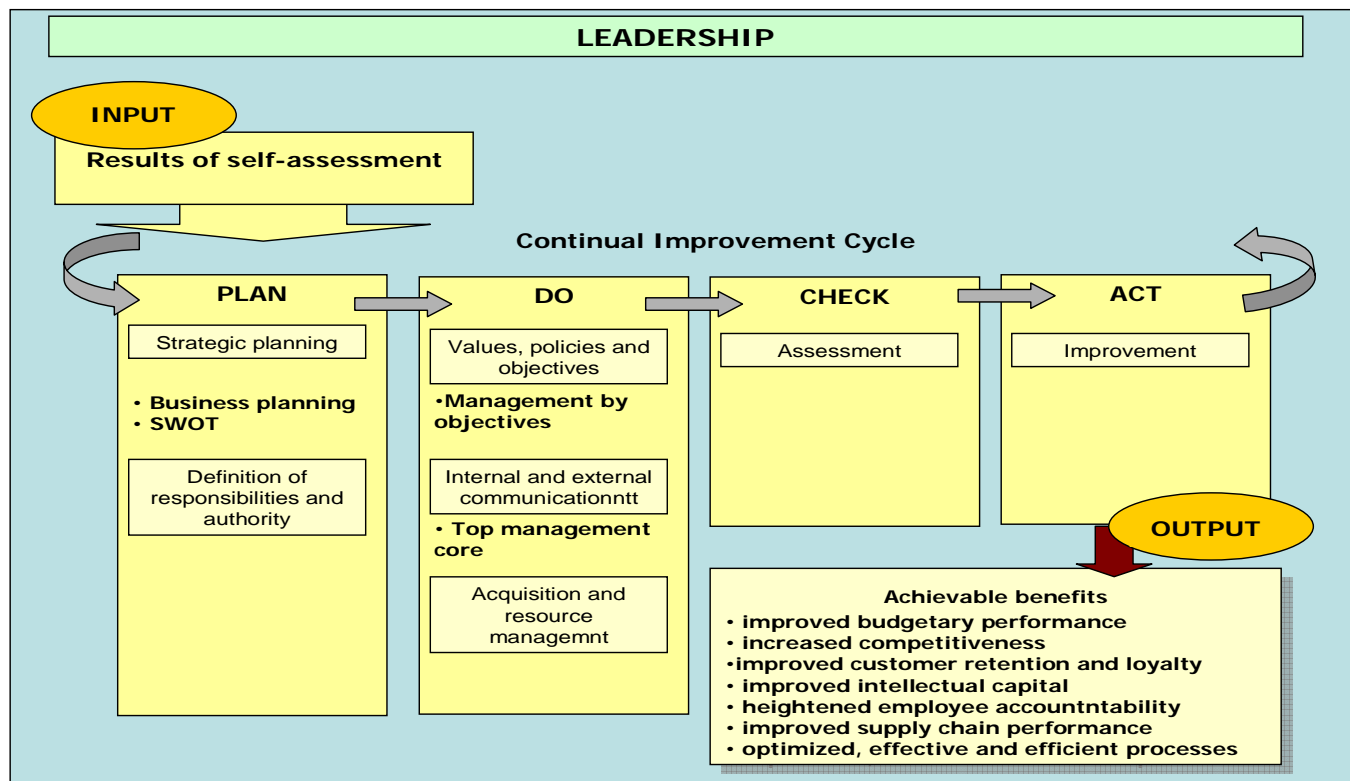 LEADERSHIP
INPUT
Results of self-assessment
Continual Improvement Cycle
PLAN
Strategic planning
• Business planning
• SWOT
Definition of
responsibilities and
authority
DO
Values, policies and
objectives
•Management by
objectives
Internal and external
communicationntt
• Top management
core
Acquisition and
resource
managemnt
CHECK
Assessment
ACT
Improvement
OUTPUT
Achievable benefits
• improved budgetary performance
• increased competitiveness
•improved customer retention and loyalty
• improved intellectual capital
• heightened employee accountntability
• improved supply chain performance
• optimized, effective and efficient processes